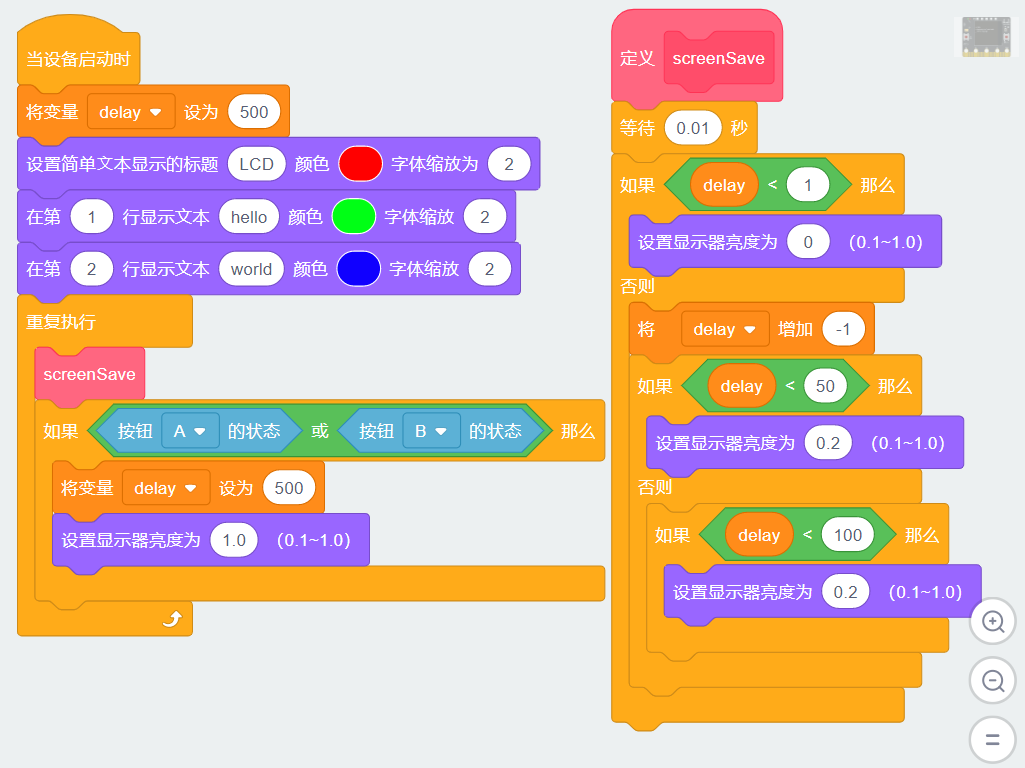 当设备启动时
将变量 delay 设为 500
设置简单文本显示的标题 LCD 颜色 字体缩放为 2
在第 1 行显示文本 hello 颜色 字体缩放 2
在第 2 行显示文本 world 颜色 字体缩放 2
重复执行
screenSave
如果 按钮 A 的状态 或 按钮 B 的状态 那么
将变量 delay 设为 500
设置显示器亮度为 1.0 (0.1~1.0)
定义 screenSave
等待 0.01 秒
如果 delay < 1 那么
设置显示器亮度为 0 (0.1~1.0)
否则
将 delay 增加 -1
如果 delay < 50 那么
设置显示器亮度为 0.2 (0.1~1.0)
否则
如果 delay < 100 那么
设置显示器亮度为 0.2 (0.1~1.0)